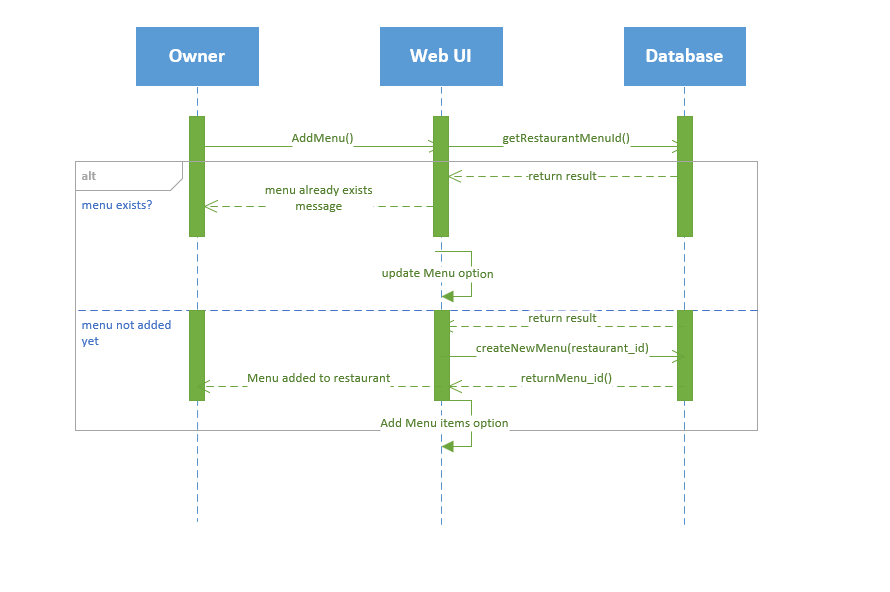 Owner
Web UI
Database
AddMenu()
getRestaurantMenuId()
alt
return result
menu already exists
message
menu exists?
update Menu option
return result
menu not added
yet
createNewMenu(restaurant_id)
Menu added to restaurant
returnMenu_id()
Add Menu items option